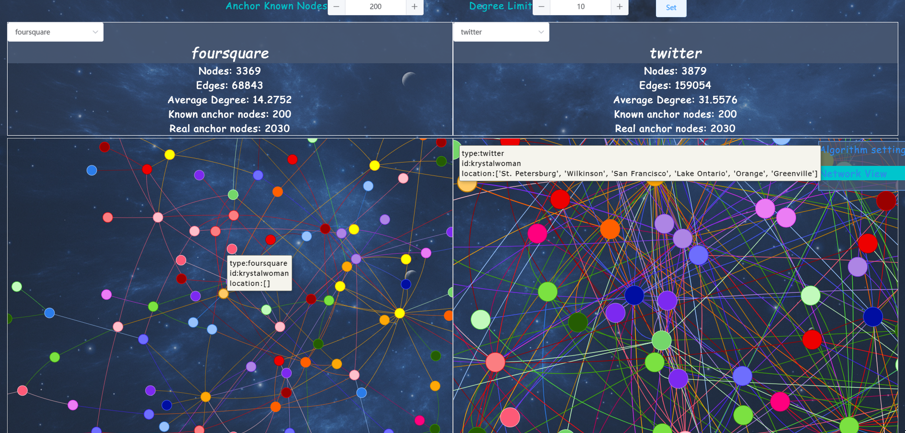 Anchor Known Nodes
200
Degree Limit
10
Set
foursquare
foursquare
Nodes: 3369
Edges: 68843
Average Degree: 14.2752
Known anchor nodes: 200
Real anchor nodes: 2030
twitter
twitter
Nodes: 3879
Edges: 159054
Average Degree: 31.5576
Known anchor nodes: 200
Real anchor nodes: 2030
type:foursquare
id:krystalwoman
location:[]
type:twitter
id:krystalwoman
location:['St. Petersburg', 'Wilkinson', 'San Francisco', 'Lake Ontario', 'Orange', 'Greenville']
lgorithm setting
Network View